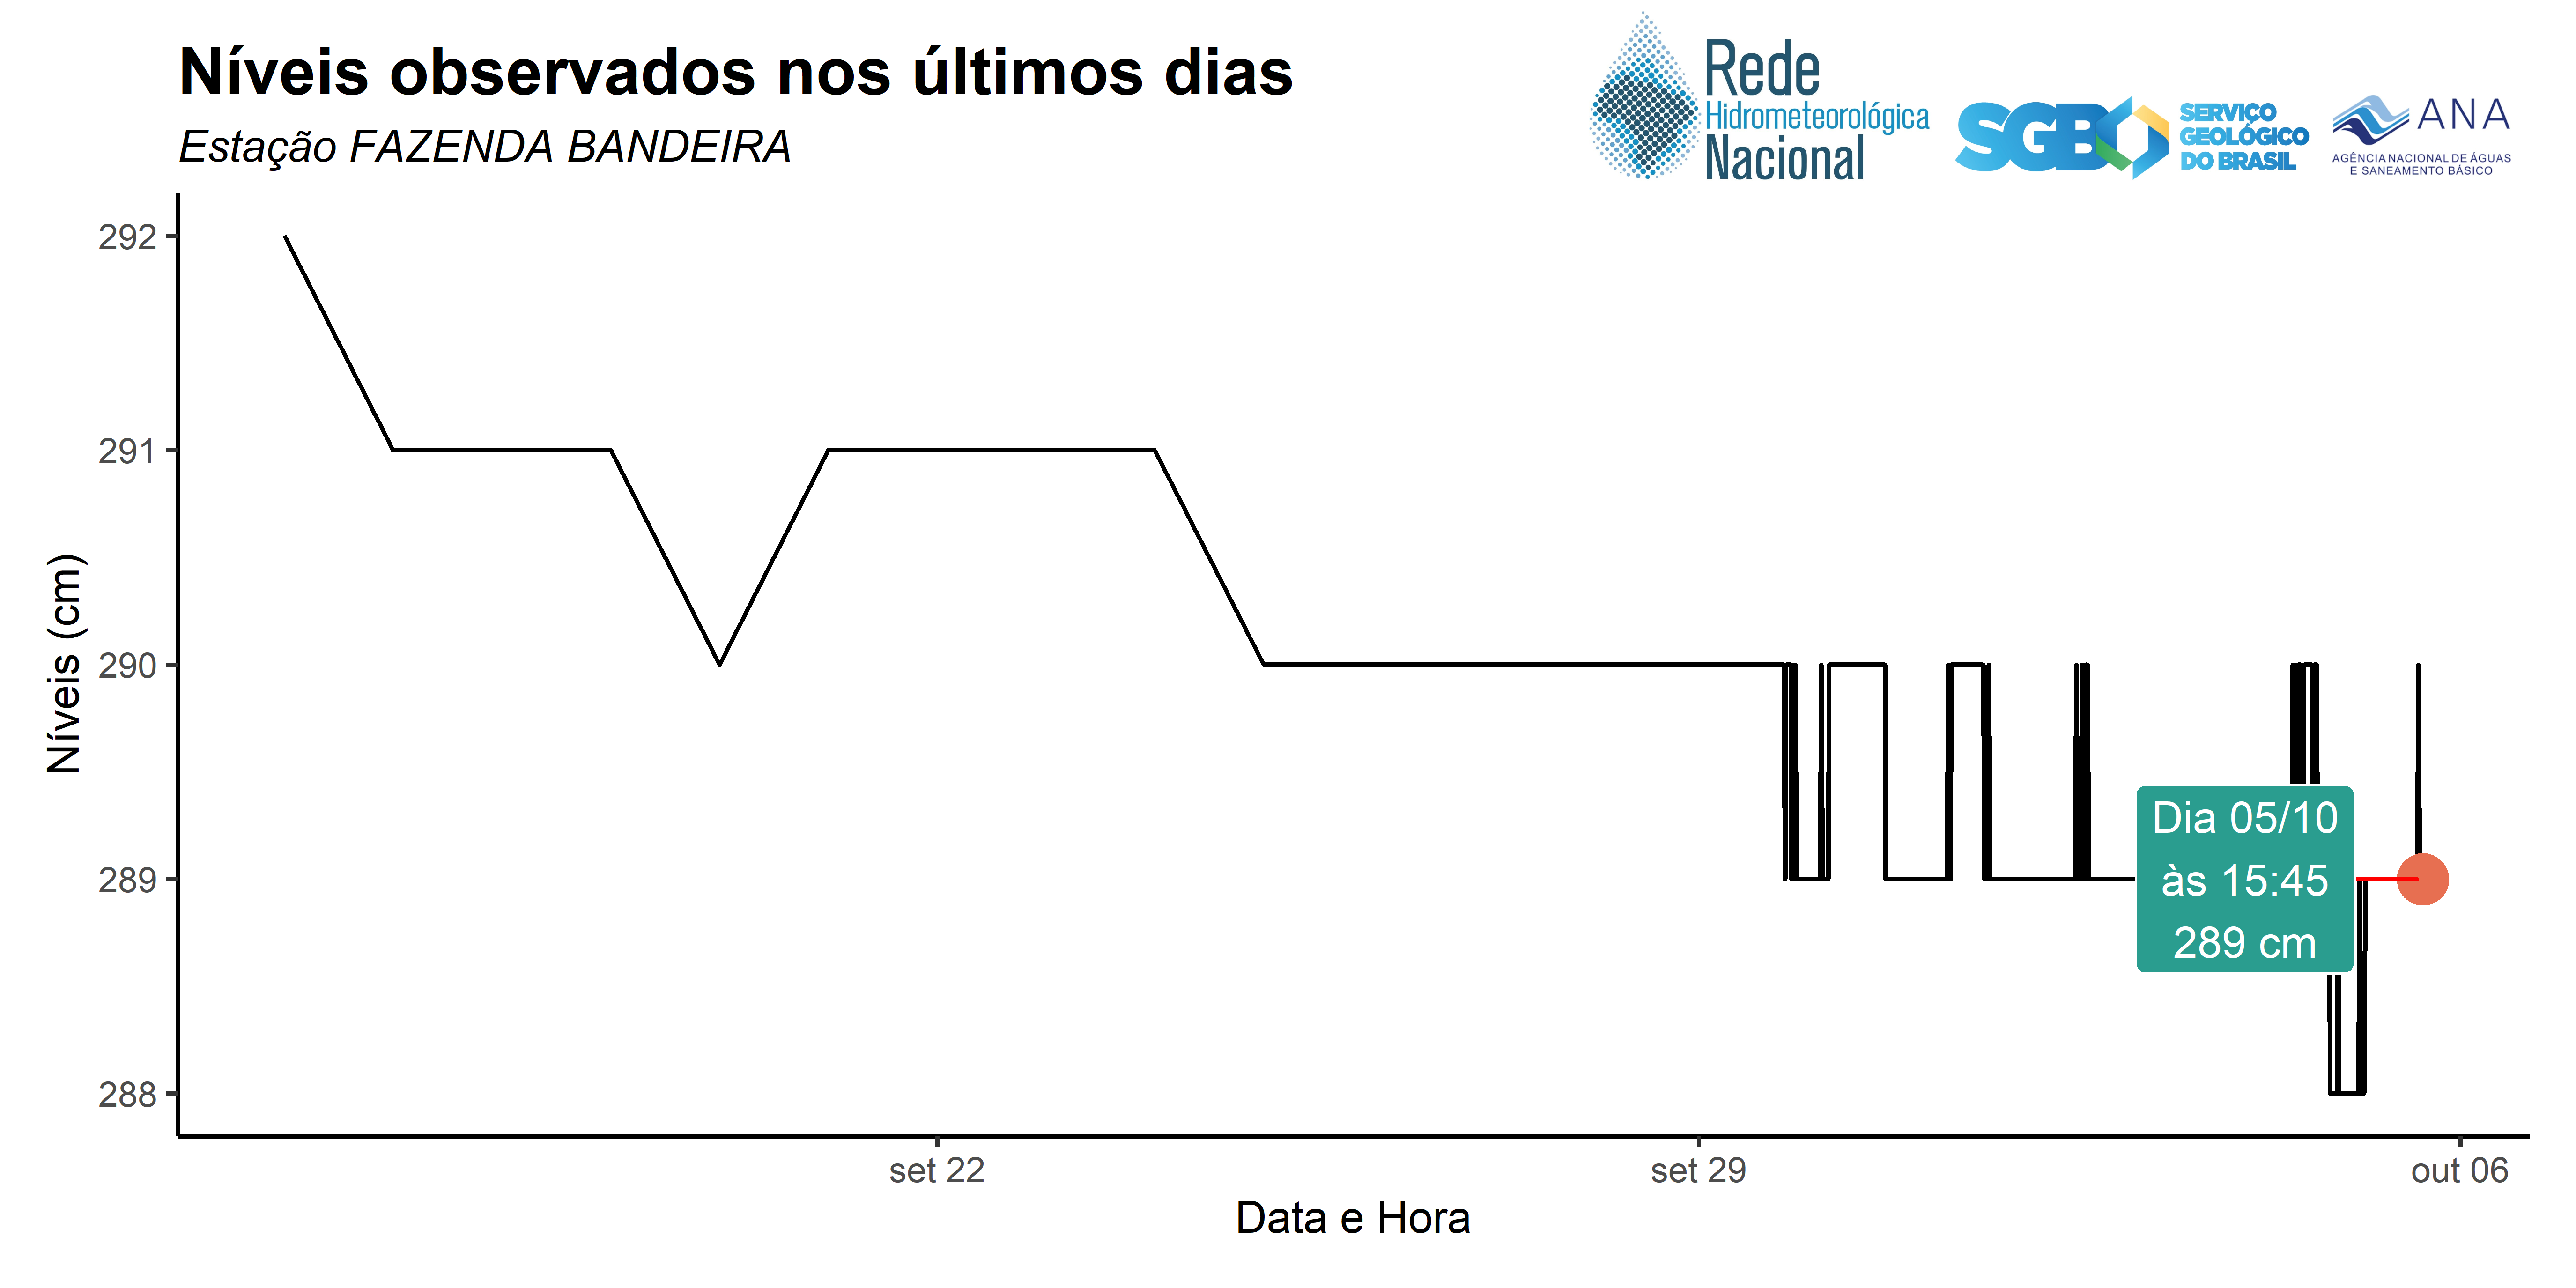 Níveis observados nos últimos dias
Estação FAZENDA BANDEIRA
Rede
Hidrometeorológica
Nacional
SGB
SERVIÇO
GEOLÓGICO
DO BRASIL
ANA
AGÊNCIA NACIONAL DE ÁGUAS
E SANEAMENTO BÁSICO
292
291
290
289
288
Níveis (cm)
Dia 05/10
às 15:45
289 cm
set 22
set 29
out 06
Data e Hora